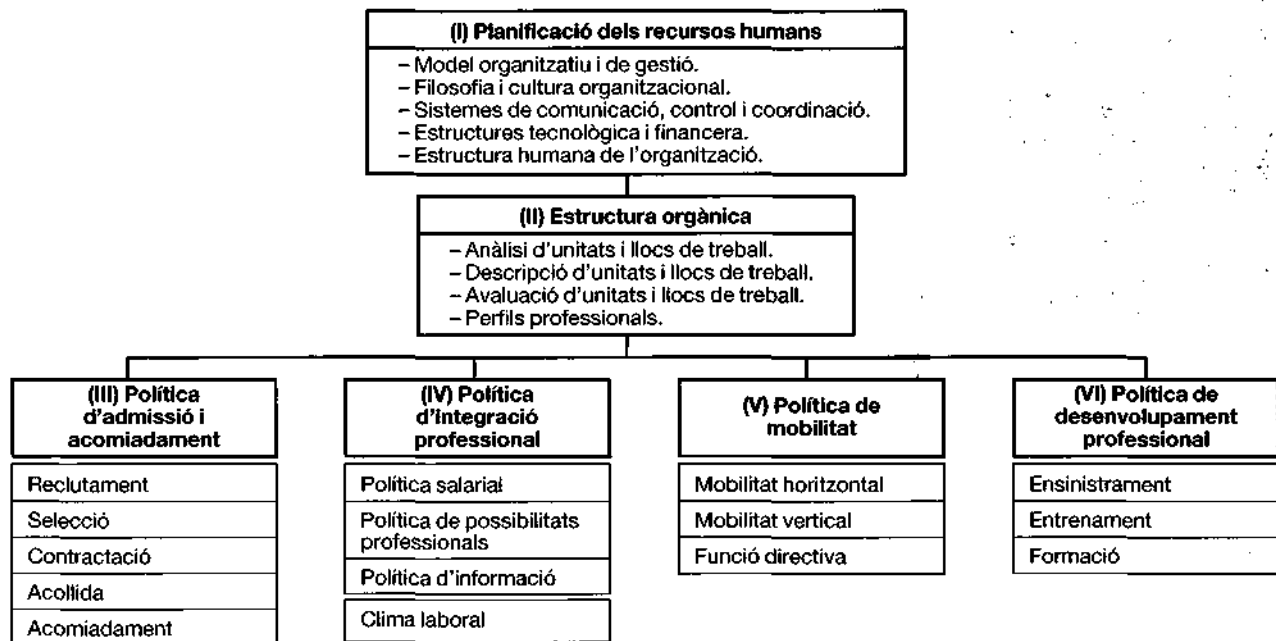 (I) Planificació dels recursos humans
– Model organitzatiu i de gestió.
– Filosofia i cultura organitzacional.
– Sistemes de comunicació, control i coordinació.
– Estructures tecnològica i financera.
– Estructura humana de l'organització.
(II) Estructura orgànica
– Anàlisi d'unitats i llocs de treball.
– Descripció d'unitats i llocs de treball.
– Avaluació d'unitats i llocs de treball.
– Perfils professionals.
(III) Política
d'admissió i
acomiadament
Reclutament
Selecció
Contractació
Acollida
Acomiadament
(IV) Política
d'integració
professional
Política salarial
Política de possibilitats
professionals
Política d'informació
Clima laboral
(V) Política de
mobilitat
Mobilitat horitzontal
Mobilitat vertical
Funció directiva
(VI) Política de
desenvolupament
professional
Ensinistrament
Entrenament
Formació